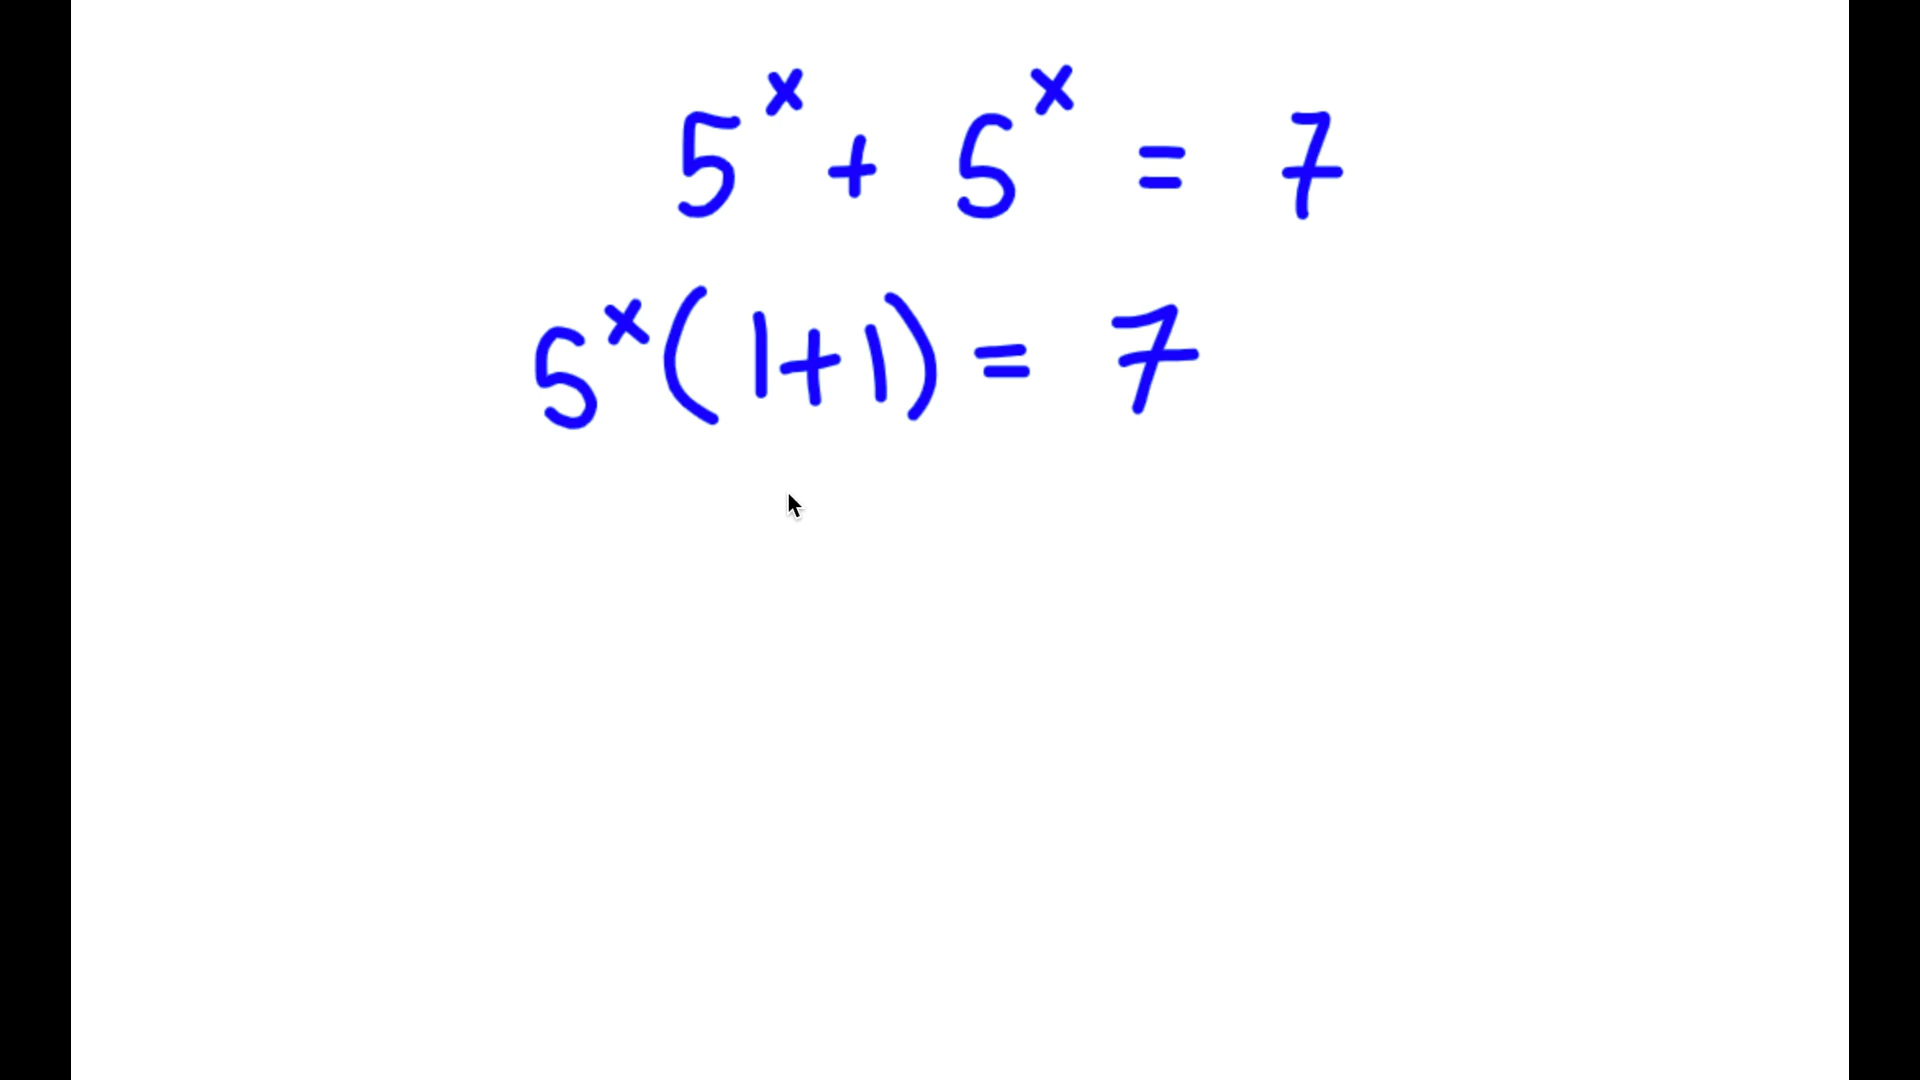 5^x + 5^x = 7
5^x(1+1) = 7